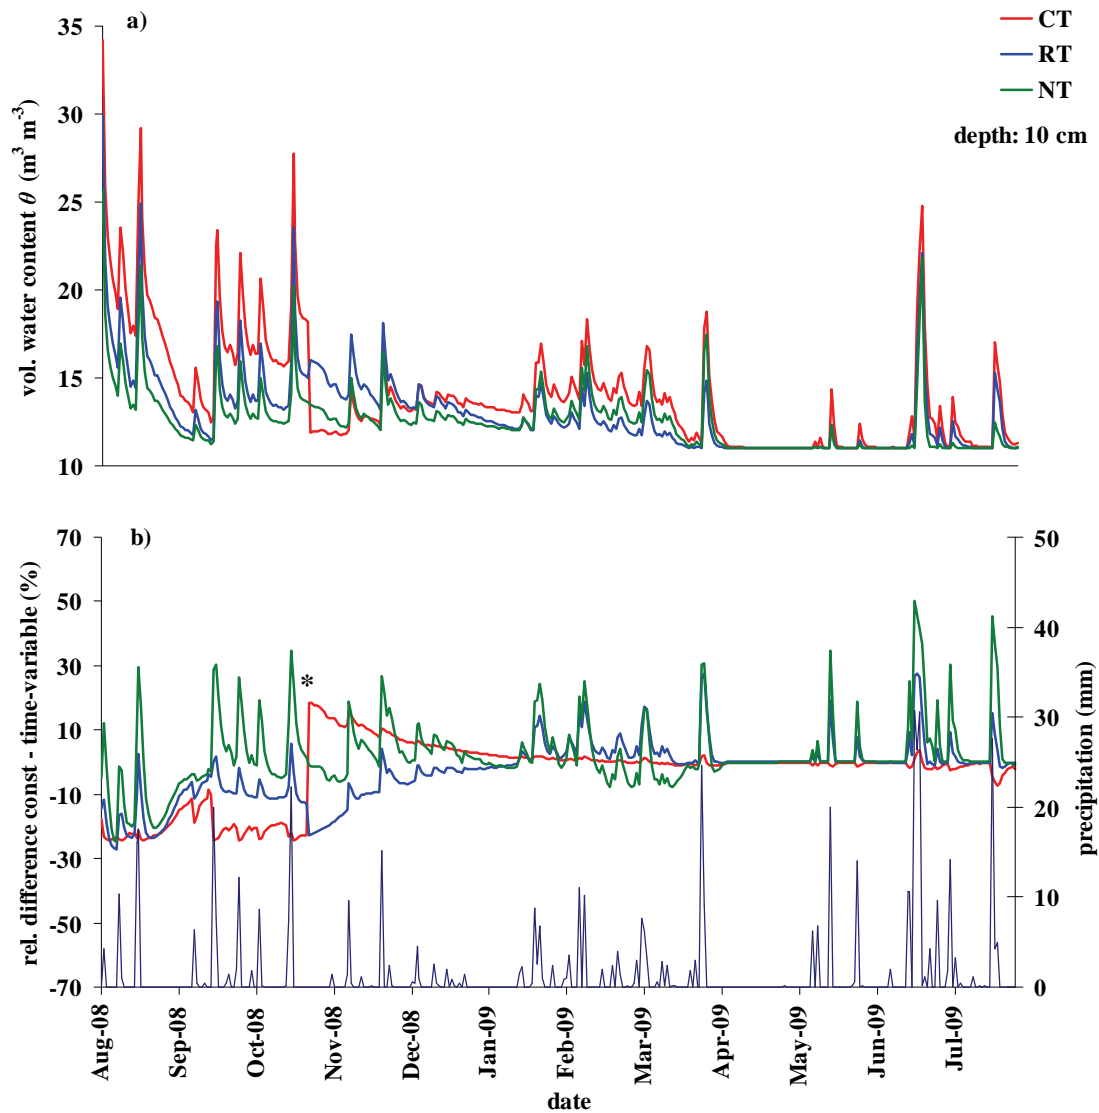 a)
CT
RT
NT
depth: 10 cm
vol. water content θ (m³ m⁻³)
35
30
25
20
15
10
b)
*
rel. difference const - time-variable (%)
70
50
30
10
-10
-30
-50
-70
50
40
30
20
10
0
precipitation (mm)
Aug-08
Sep-08
Oct-08
Nov-08
Dec-08
Jan-09
Feb-09
Mar-09
Apr-09
May-09
Jun-09
Jul-09
date